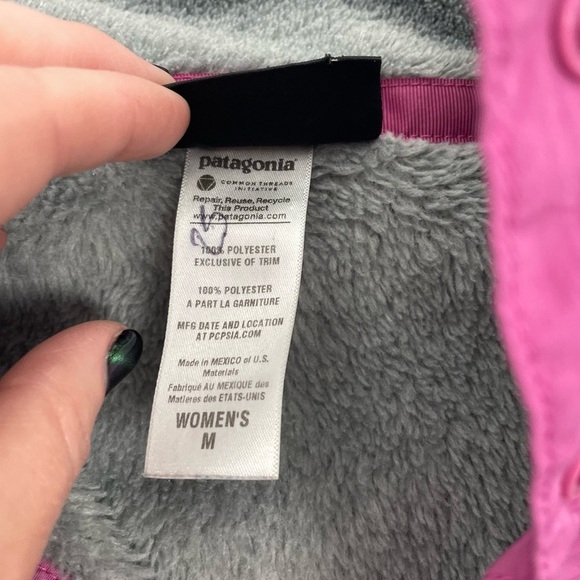 patagonia®
COMMON THREADS
INITIATIVE
Repair, Reuse, Recycle
This Product
www.patagonia.com
25
100% POLYESTER
EXCLUSIVE OF TRIM
100% POLYESTER
A PART LA GARNITURE
MFG DATE AND LOCATION
AT PCPSIA.COM
Made in MEXICO of U.S.
Materials
Fabriqué AU MEXIQUE des
Matieres des ETATS-UNIS
WOMEN'S
M